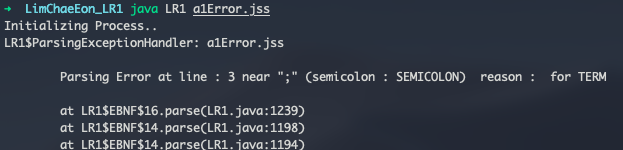 ➜ LimChaeEon_LR1 java LR1 a1Error.jss
Initializing Process..
LR1$ParsingExceptionHandler: a1Error.jss
Parsing Error at line : 3 near ";" (semicolon : SEMICOLON) reason : for TERM
at LR1$EBNF$16.parse(LR1.java:1239)
at LR1$EBNF$14.parse(LR1.java:1198)
at LR1$EBNF$14.parse(LR1.java:1194)